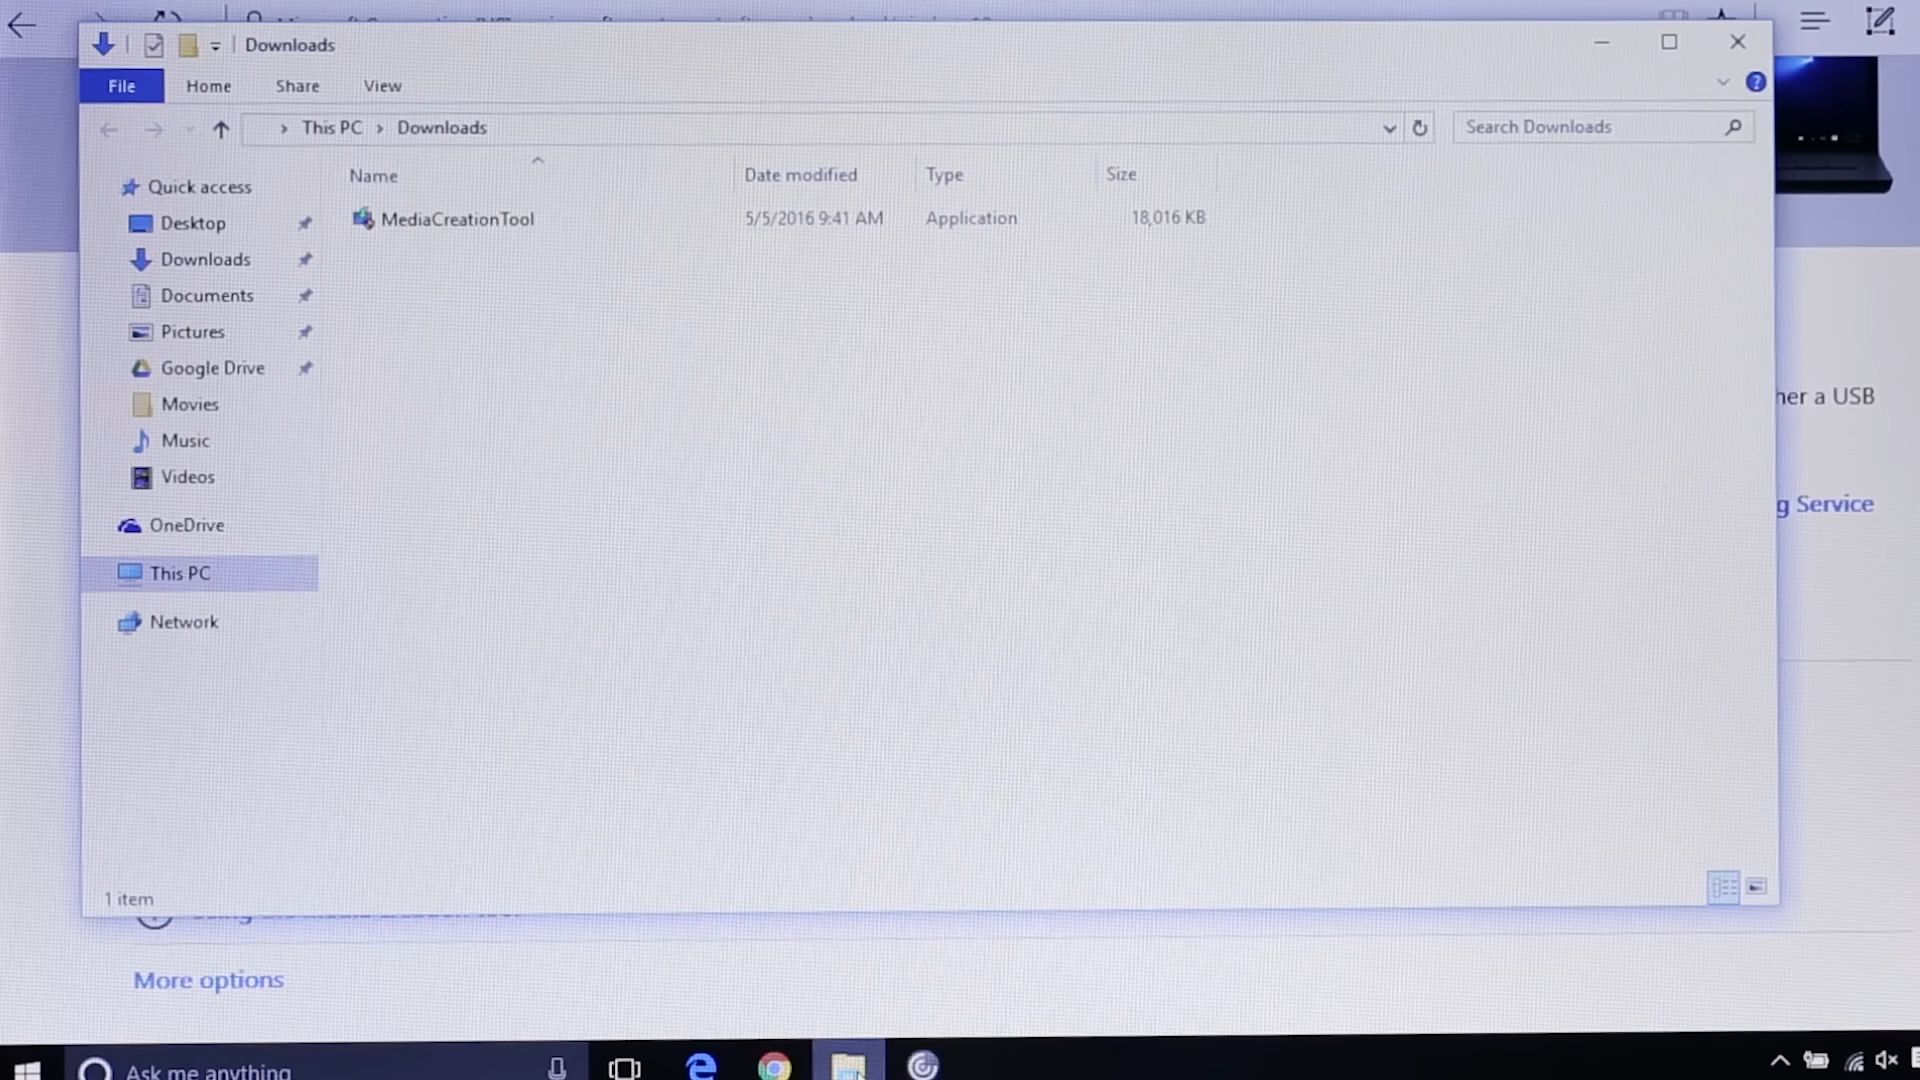 Downloads
File Home Share View
This PC > Downloads
Search Downloads
Name Date modified Type Size
MediaCreationTool 5/5/2016 9:41 AM Application 18,016 KB
Quick access
Desktop
Downloads
Documents
Pictures
Google Drive
Movies
Music
Videos
OneDrive
This PC
Network
her a USB
g Service
1 item
More options
Ask me anything